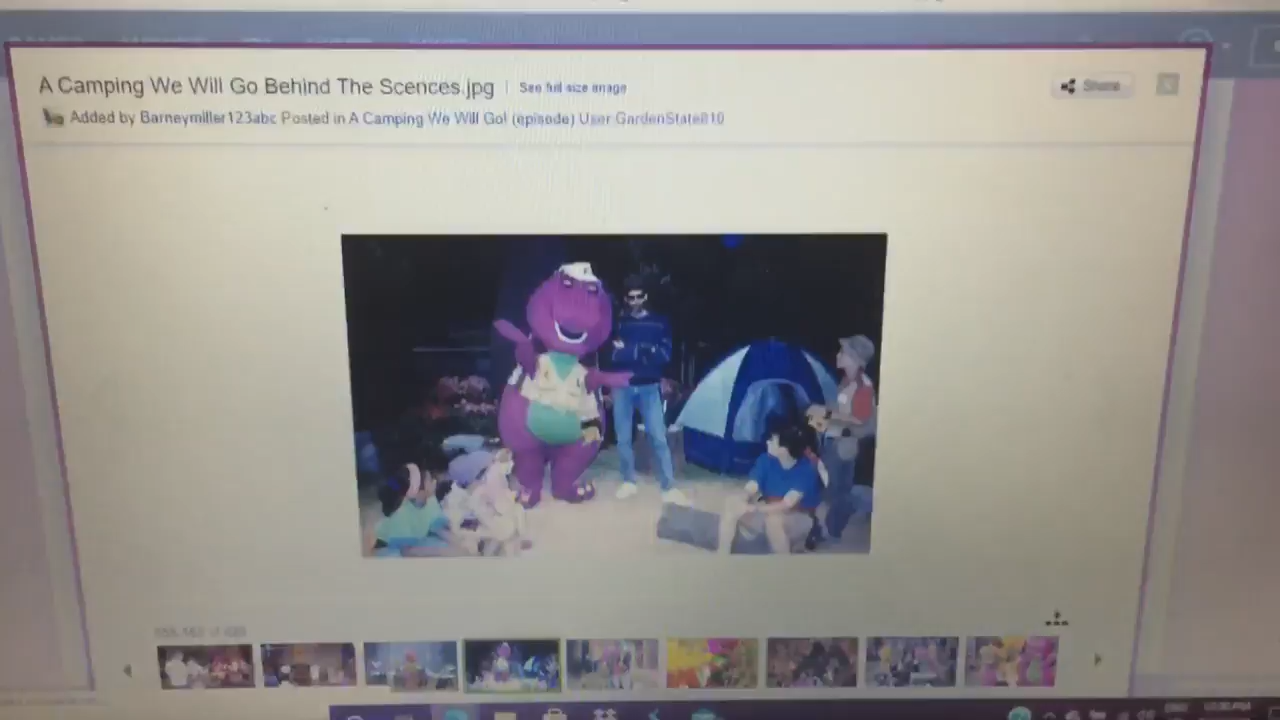 A Camping We Will Go Behind The Scences.jpg See full size image
Share
Added by Barneymiller123abc Posted in A Camping We Will Go! (episode) User GardenState810